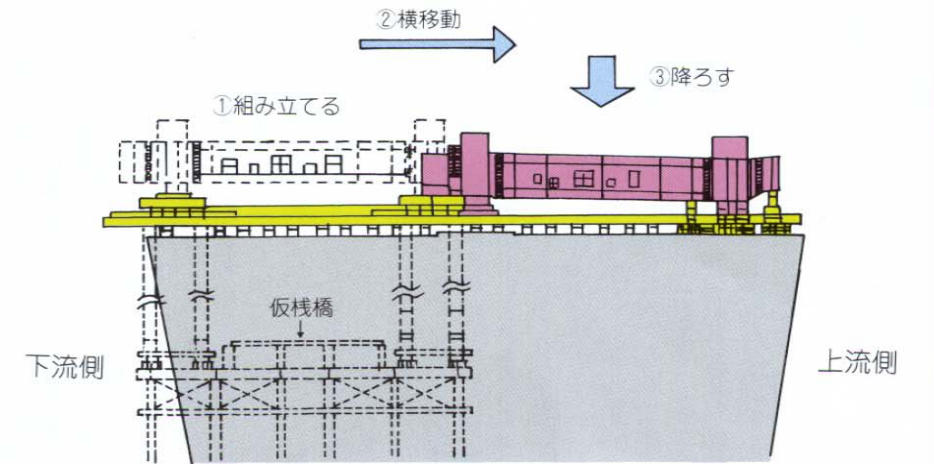 ②横移動
③降ろす
①組み立てる
仮桟橋
下流側
上流側